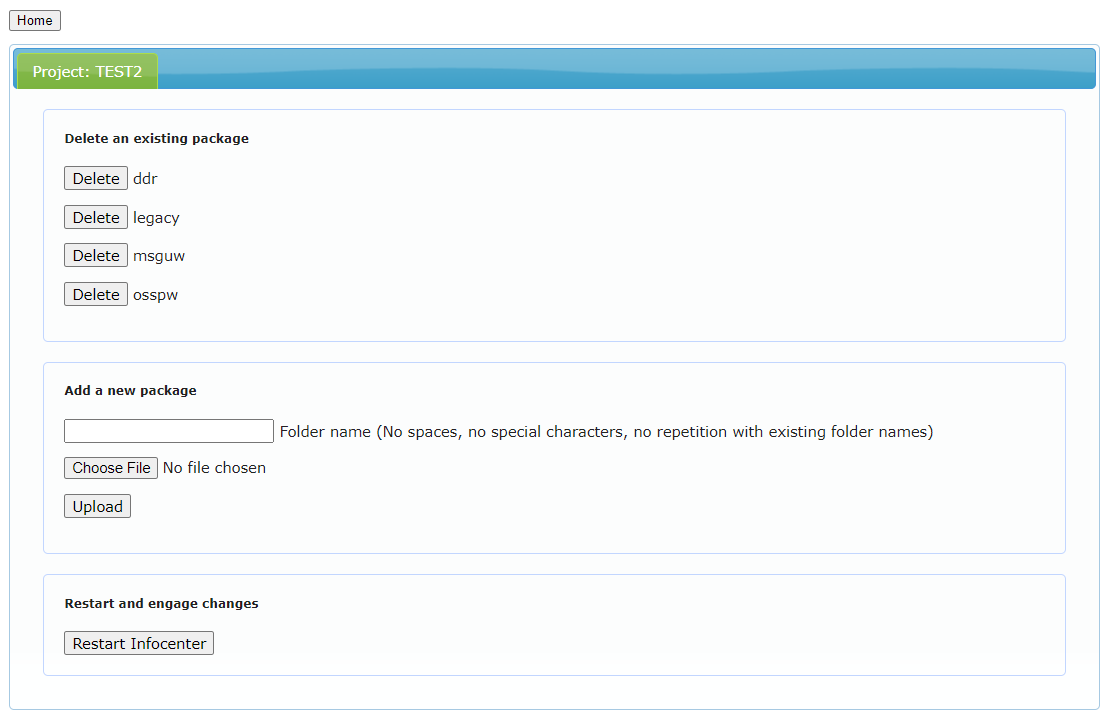 Home
Project: TEST2
Delete an existing package
Delete ddr
Delete legacy
Delete msguw
Delete osspw
Add a new package
Folder name (No spaces, no special characters, no repetition with existing folder names)
Choose File No file chosen
Upload
Restart and engage changes
Restart Infocenter